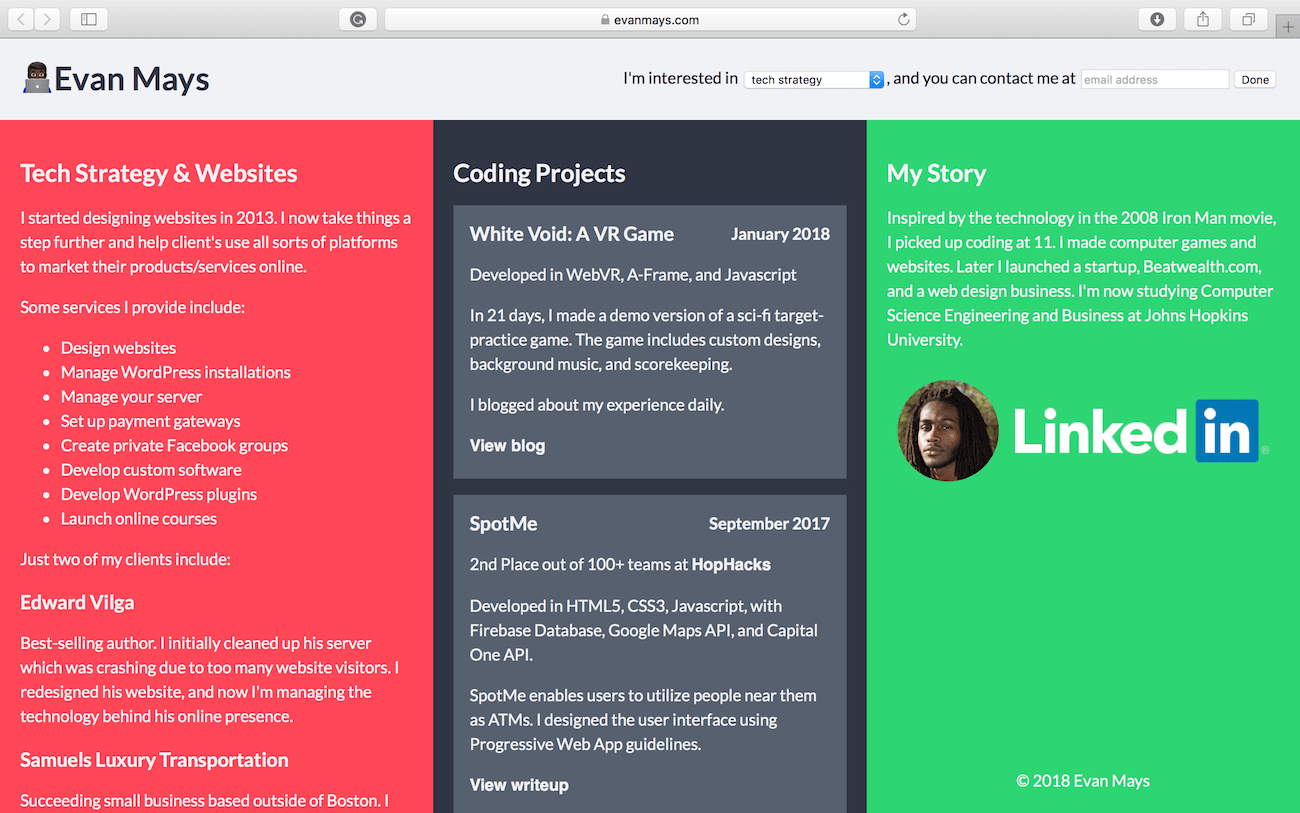 evanmays.com
Evan Mays
I'm interested in tech strategy , and you can contact me at email address Done
Tech Strategy & Websites
I started designing websites in 2013. I now take things a
step further and help client's use all sorts of platforms
to market their products/services online.
Some services I provide include:
Design websites
Manage WordPress installations
Manage your server
Set up payment gateways
Create private Facebook groups
Develop custom software
Develop WordPress plugins
Launch online courses
Just two of my clients include:
Edward Vilga
Best-selling author. I initially cleaned up his server
which was crashing due to too many website visitors. I
redesigned his website, and now I'm managing the
technology behind his online presence.
Samuels Luxury Transportation
Succeeding small business based outside of Boston. I
Coding Projects
White Void: A VR Game January 2018
Developed in WebVR, A-Frame, and Javascript
In 21 days, I made a demo version of a sci-fi target-
practice game. The game includes custom designs,
background music, and scorekeeping.
I blogged about my experience daily.
View blog
SpotMe September 2017
2nd Place out of 100+ teams at HopHacks
Developed in HTML5, CSS3, Javascript, with
Firebase Database, Google Maps API, and Capital
One API.
SpotMe enables users to utilize people near them
as ATMs. I designed the user interface using
Progressive Web App guidelines.
View writeup
My Story
Inspired by the technology in the 2008 Iron Man movie,
I picked up coding at 11. I made computer games and
websites. Later I launched a startup, Beatwealth.com,
and a web design business. I'm now studying Computer
Science Engineering and Business at Johns Hopkins
University.
Linked in ®
© 2018 Evan Mays